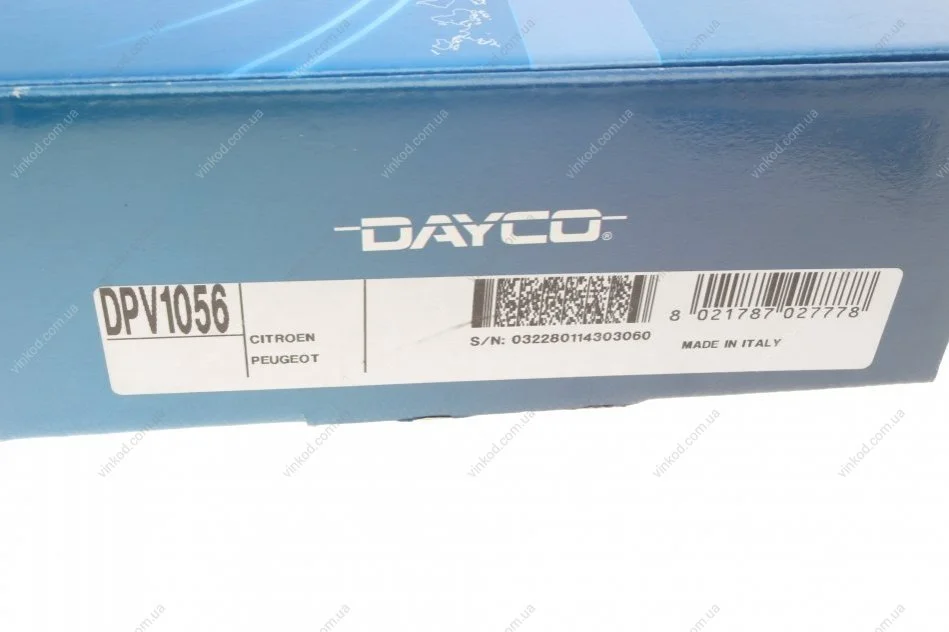 DAYCO®
DPV1056
CITROEN
PEUGEOT
S/N: 032280114303060
8 021787 027778
MADE IN ITALY
vinkod.com.ua